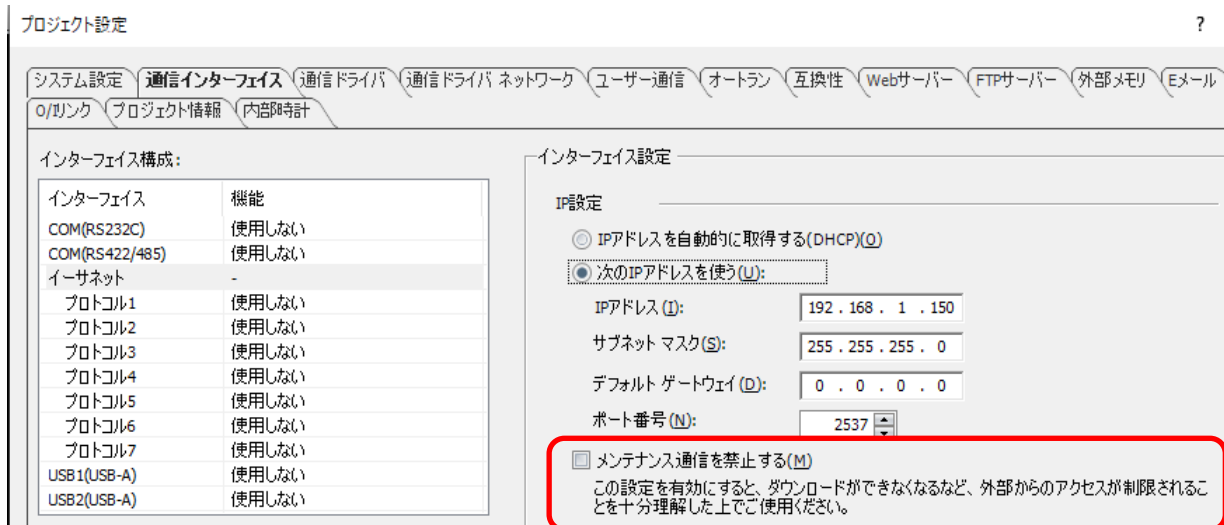 プロジェクト設定 ?
システム設定 通信インターフェイス 通信ドライバ 通信ドライバ ネットワーク ユーザー通信 オートラン 互換性 Webサーバー FTPサーバー 外部メモリ Eメール
O/Iリンク プロジェクト情報 内部時計
インターフェイス構成:
インターフェイス 機能
COM(RS232C) 使用しない
COM(RS422/485) 使用しない
イーサネット -
プロトコル1 使用しない
プロトコル2 使用しない
プロトコル3 使用しない
プロトコル4 使用しない
プロトコル5 使用しない
プロトコル6 使用しない
プロトコル7 使用しない
USB1(USB-A) 使用しない
USB2(USB-A) 使用しない
インターフェイス設定
IP設定
IPアドレスを自動的に取得する(DHCP)(O)
次のIPアドレスを使う(U):
IPアドレス(I): 192 . 168 . 1 . 150
サブネット マスク(S): 255 . 255 . 255 . 0
デフォルト ゲートウェイ(D): 0 . 0 . 0 . 0
ポート番号(N): 2537
メンテナンス通信を禁止する(M)
この設定を有効にすると、ダウンロードができなくなるなど、外部からのアクセスが制限されるこ
とを十分理解した上でご使用ください。